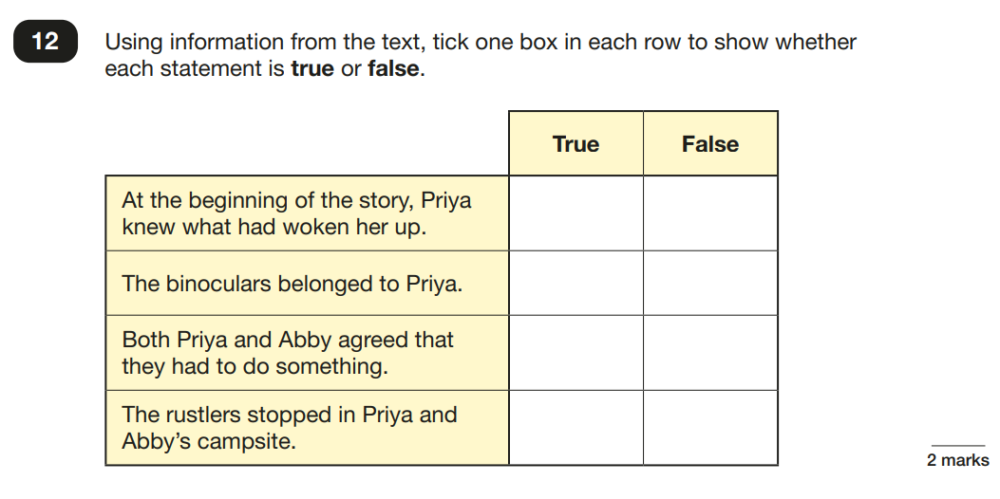 12
Using information from the text, tick one box in each row to show whether
each statement is true or false.
True False
At the beginning of the story, Priya
knew what had woken her up.
The binoculars belonged to Priya.
Both Priya and Abby agreed that
they had to do something.
The rustlers stopped in Priya and
Abby’s campsite.
2 marks